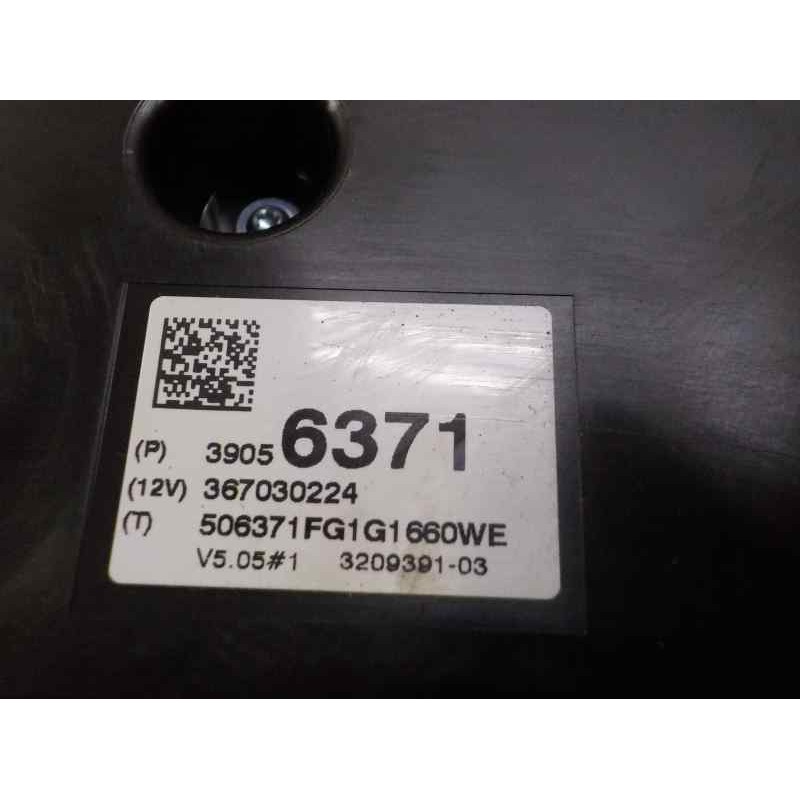 (P) 3905 6371
(12V) 367030224
(T) 506371FG1G1660WE
V5.05#1 3209391-03